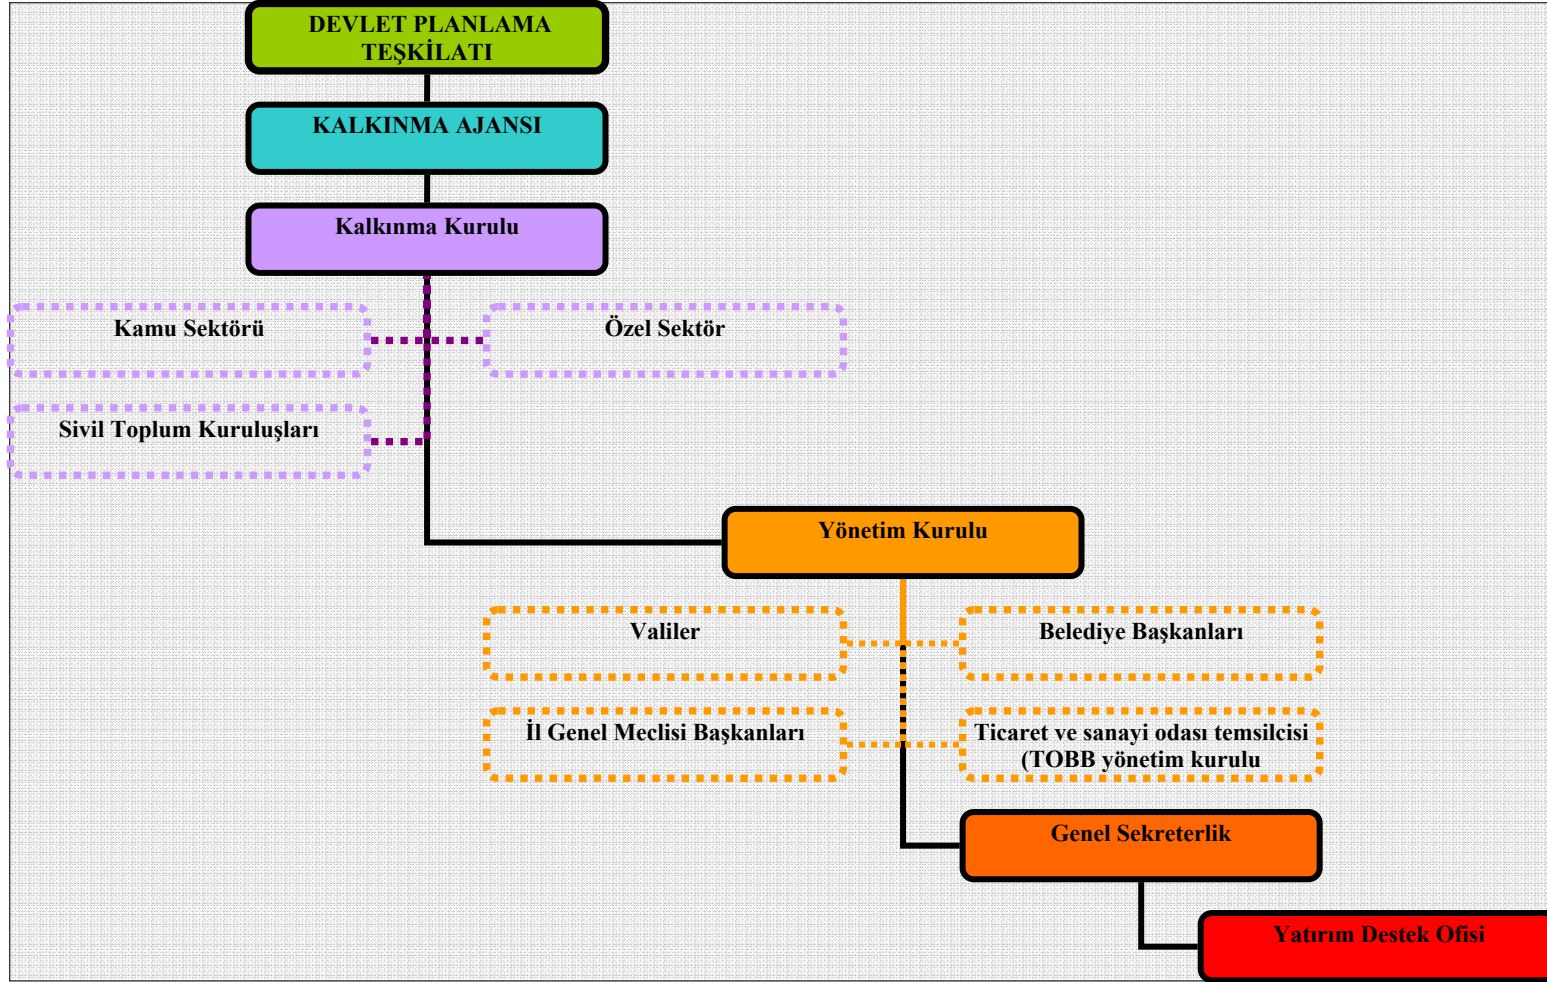 DEVLET PLANLAMA
TEŞKİLATI
KALKINMA AJANSI
Kalkınma Kurulu
Kamu Sektörü
Özel Sektör
Sivil Toplum Kuruluşları
Yönetim Kurulu
Valiler
Belediye Başkanları
İl Genel Meclisi Başkanları
Ticaret ve sanayi odası temsilcisi
(TOBB yönetim kurulu
Genel Sekreterlik
Yatırım Destek Ofisi